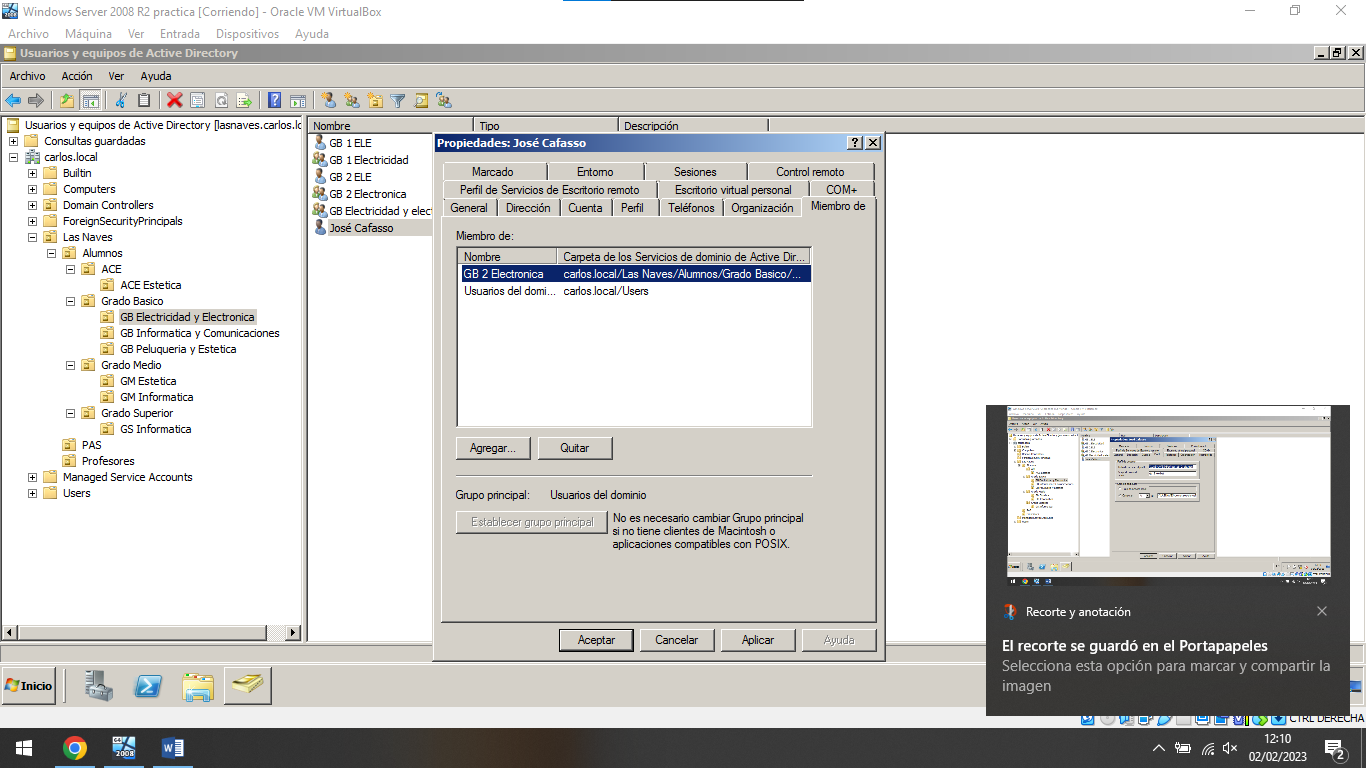 Windows Server 2008 R2 practica [Corriendo] - Oracle VM VirtualBox
Archivo Máquina Ver Entrada Dispositivos Ayuda
Usuarios y equipos de Active Directory
Archivo Acción Ver Ayuda
Usuarios y equipos de Active Directory [lasnaves.carlos.lo
Consultas guardadas
carlos.local
Builtin
Computers
Domain Controllers
ForeignSecurityPrincipals
Las Naves
Alumnos
ACE
ACE Estetica
Grado Basico
GB Electricidad y Electronica
GB Informatica y Comunicaciones
GB Peluqueria y Estetica
Grado Medio
GM Estetica
GM Informatica
Grado Superior
GS Informatica
PAS
Profesores
Managed Service Accounts
Users
Nombre Tipo Descripción
GB 1 ELE
GB 1 Electricidad
GB 2 ELE
GB 2 Electronica
GB Electricidad y elect
José Cafasso
Propiedades: José Cafasso
Marcado Entorno Sesiones Control remoto
Perfil de Servicios de Escritorio remoto Escritorio virtual personal COM+
General Dirección Cuenta Perfil Teléfonos Organización Miembro de
Miembro de:
Nombre Carpeta de los Servicios de dominio de Active Dir...
GB 2 Electronica carlos.local/Las Naves/Alumnos/Grado Basico/...
Usuarios del domi... carlos.local/Users
Agregar... Quitar
Grupo principal: Usuarios del dominio
Establecer grupo principal
No es necesario cambiar Grupo principal
si no tiene clientes de Macintosh o
aplicaciones compatibles con POSIX.
Aceptar Cancelar Aplicar Ayuda
Recorte y anotación
El recorte se guardó en el Portapapeles
Selecciona esta opción para marcar y compartir la
imagen
Inicio
CTRL DERECHA
2008
12:10
02/02/2023
2